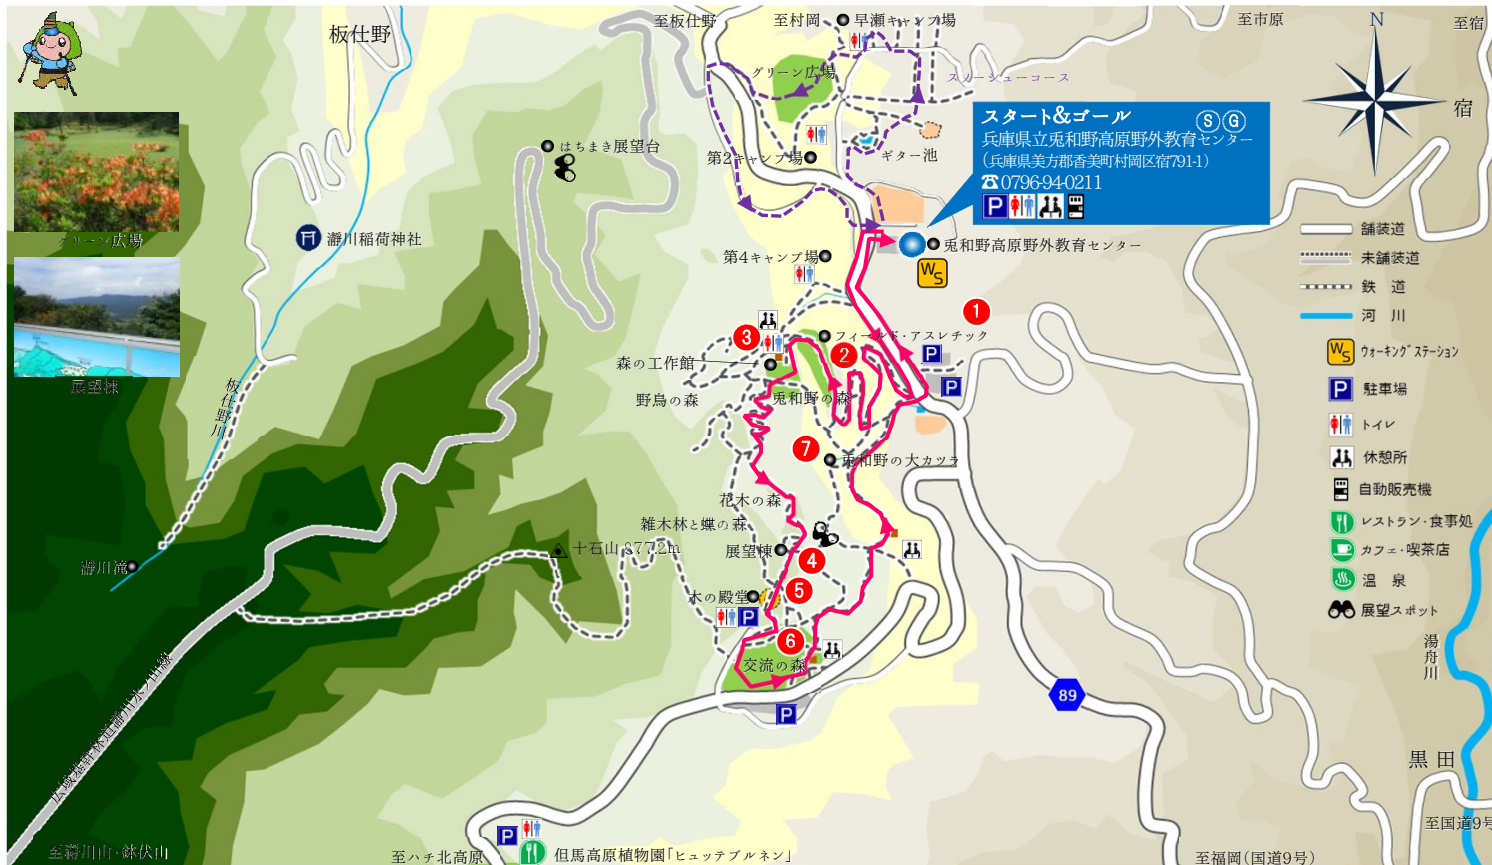 板仕野
至板仕野
至村岡
早瀬キャンプ場
至市原
N
至宿
グリーン広場
スノーシューコース
宿
スタート&ゴール
S G
兵庫県立兎和野高原野外教育センター
(兵庫県美方郡香美町村岡区宿791-1)
☎0796-94-0211
P
はちまき展望台
第2キャンプ場
ギター池
グリーン広場
瀞川稲荷神社
兎和野高原野外教育センター
WS
第4キャンプ場
舗装道
未舗装道
鉄 道
河 川
WS ウォーキングステーション
P 駐車場
トイレ
休憩所
自動販売機
レストラン・食事処
カフェ・喫茶店
温 泉
展望スポット
1
3
フィールド・アスレチック
2
P
森の工作館
P
展望棟
板仕野川
野鳥の森
兎和野の森
7
兎和野の大カツラ
花木の森
雑木林と蝶の森
十石山 877.2m
展望棟
4
瀞川滝
木の殿堂
5
P
6
交流の森
湯舟川
89
P
黒田
至国道9号
至瀞川山・鉢伏山
P
至ハチ北高原
但馬高原植物園「ヒュッテブルネン」
至福岡(国道9号)